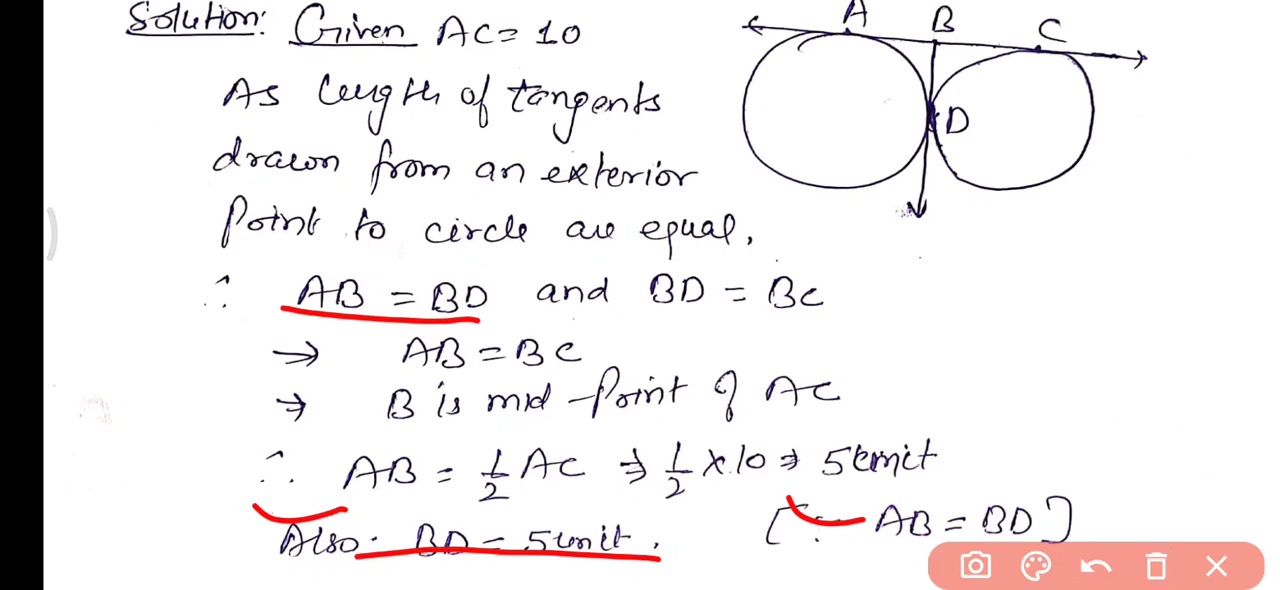 Solution: Given AC = 10
A B C
As length of tangents
D
drawn from an exterior
Point to circle are equal.
∴ AB = BD and BD = BC
⇒ AB = BC
⇒ B is mid-Point of AC
∴ AB = 1/2 AC ⇒ 1/2 × 10 ⇒ 5 unit
Also BD = 5 unit. [∵ AB = BD]